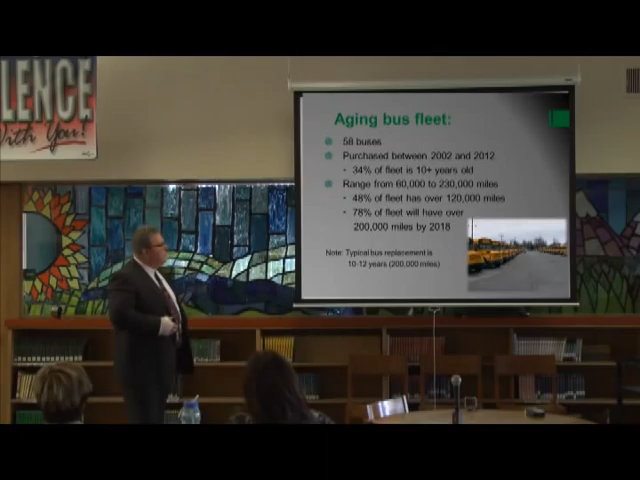 LENCE
With You!
Aging bus fleet:
58 buses
Purchased between 2002 and 2012
- 34% of fleet is 10+ years old
Range from 60,000 to 230,000 miles
- 48% of fleet has over 120,000 miles
- 78% of fleet will have over
200,000 miles by 2018
Note: Typical bus replacement is
10-12 years (200,000 miles)